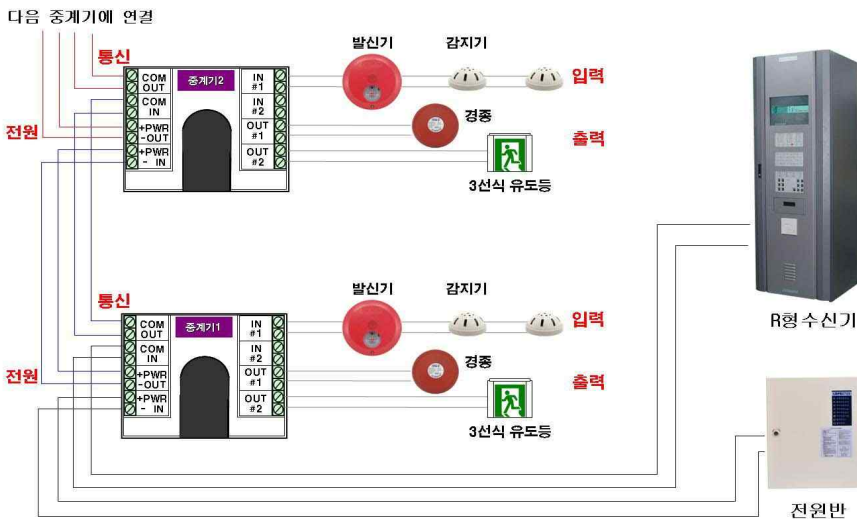 다음 중계기에 연결
통신
COM
OUT
중계기2
IN
#1
COM
IN
IN
#2
전원
+PWR
-OUT
OUT
#1
+PWR
- IN
OUT
#2
발신기
감지기
입력
경종
출력
3선식 유도등
통신
COM
OUT
중계기1
IN
#1
COM
IN
IN
#2
전원
+PWR
-OUT
OUT
#1
+PWR
- IN
OUT
#2
발신기
감지기
입력
경종
출력
3선식 유도등
R형수신기
전원반